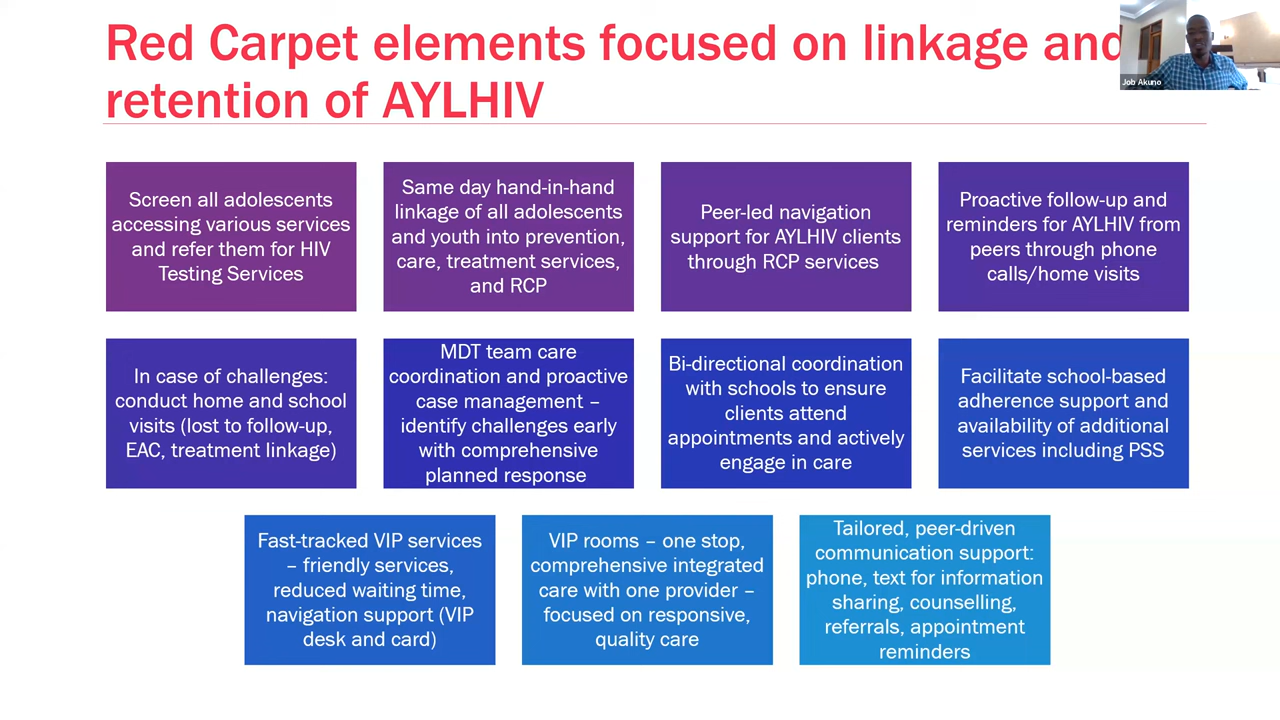 Red Carpet elements focused on linkage and
retention of AYLHIV
Job Akuno
Screen all adolescents
accessing various services
and refer them for HIV
Testing Services
Same day hand-in-hand
linkage of all adolescents
and youth into prevention,
care, treatment services,
and RCP
Peer-led navigation
support for AYLHIV clients
through RCP services
Proactive follow-up and
reminders for AYLHIV from
peers through phone
calls/home visits
In case of challenges:
conduct home and school
visits (lost to follow-up,
EAC, treatment linkage)
MDT team care
coordination and proactive
case management –
identify challenges early
with comprehensive
planned response
Bi-directional coordination
with schools to ensure
clients attend
appointments and actively
engage in care
Facilitate school-based
adherence support and
availability of additional
services including PSS
Fast-tracked VIP services
– friendly services,
reduced waiting time,
navigation support (VIP
desk and card)
VIP rooms – one stop,
comprehensive integrated
care with one provider –
focused on responsive,
quality care
Tailored, peer-driven
communication support:
phone, text for information
sharing, counselling,
referrals, appointment
reminders